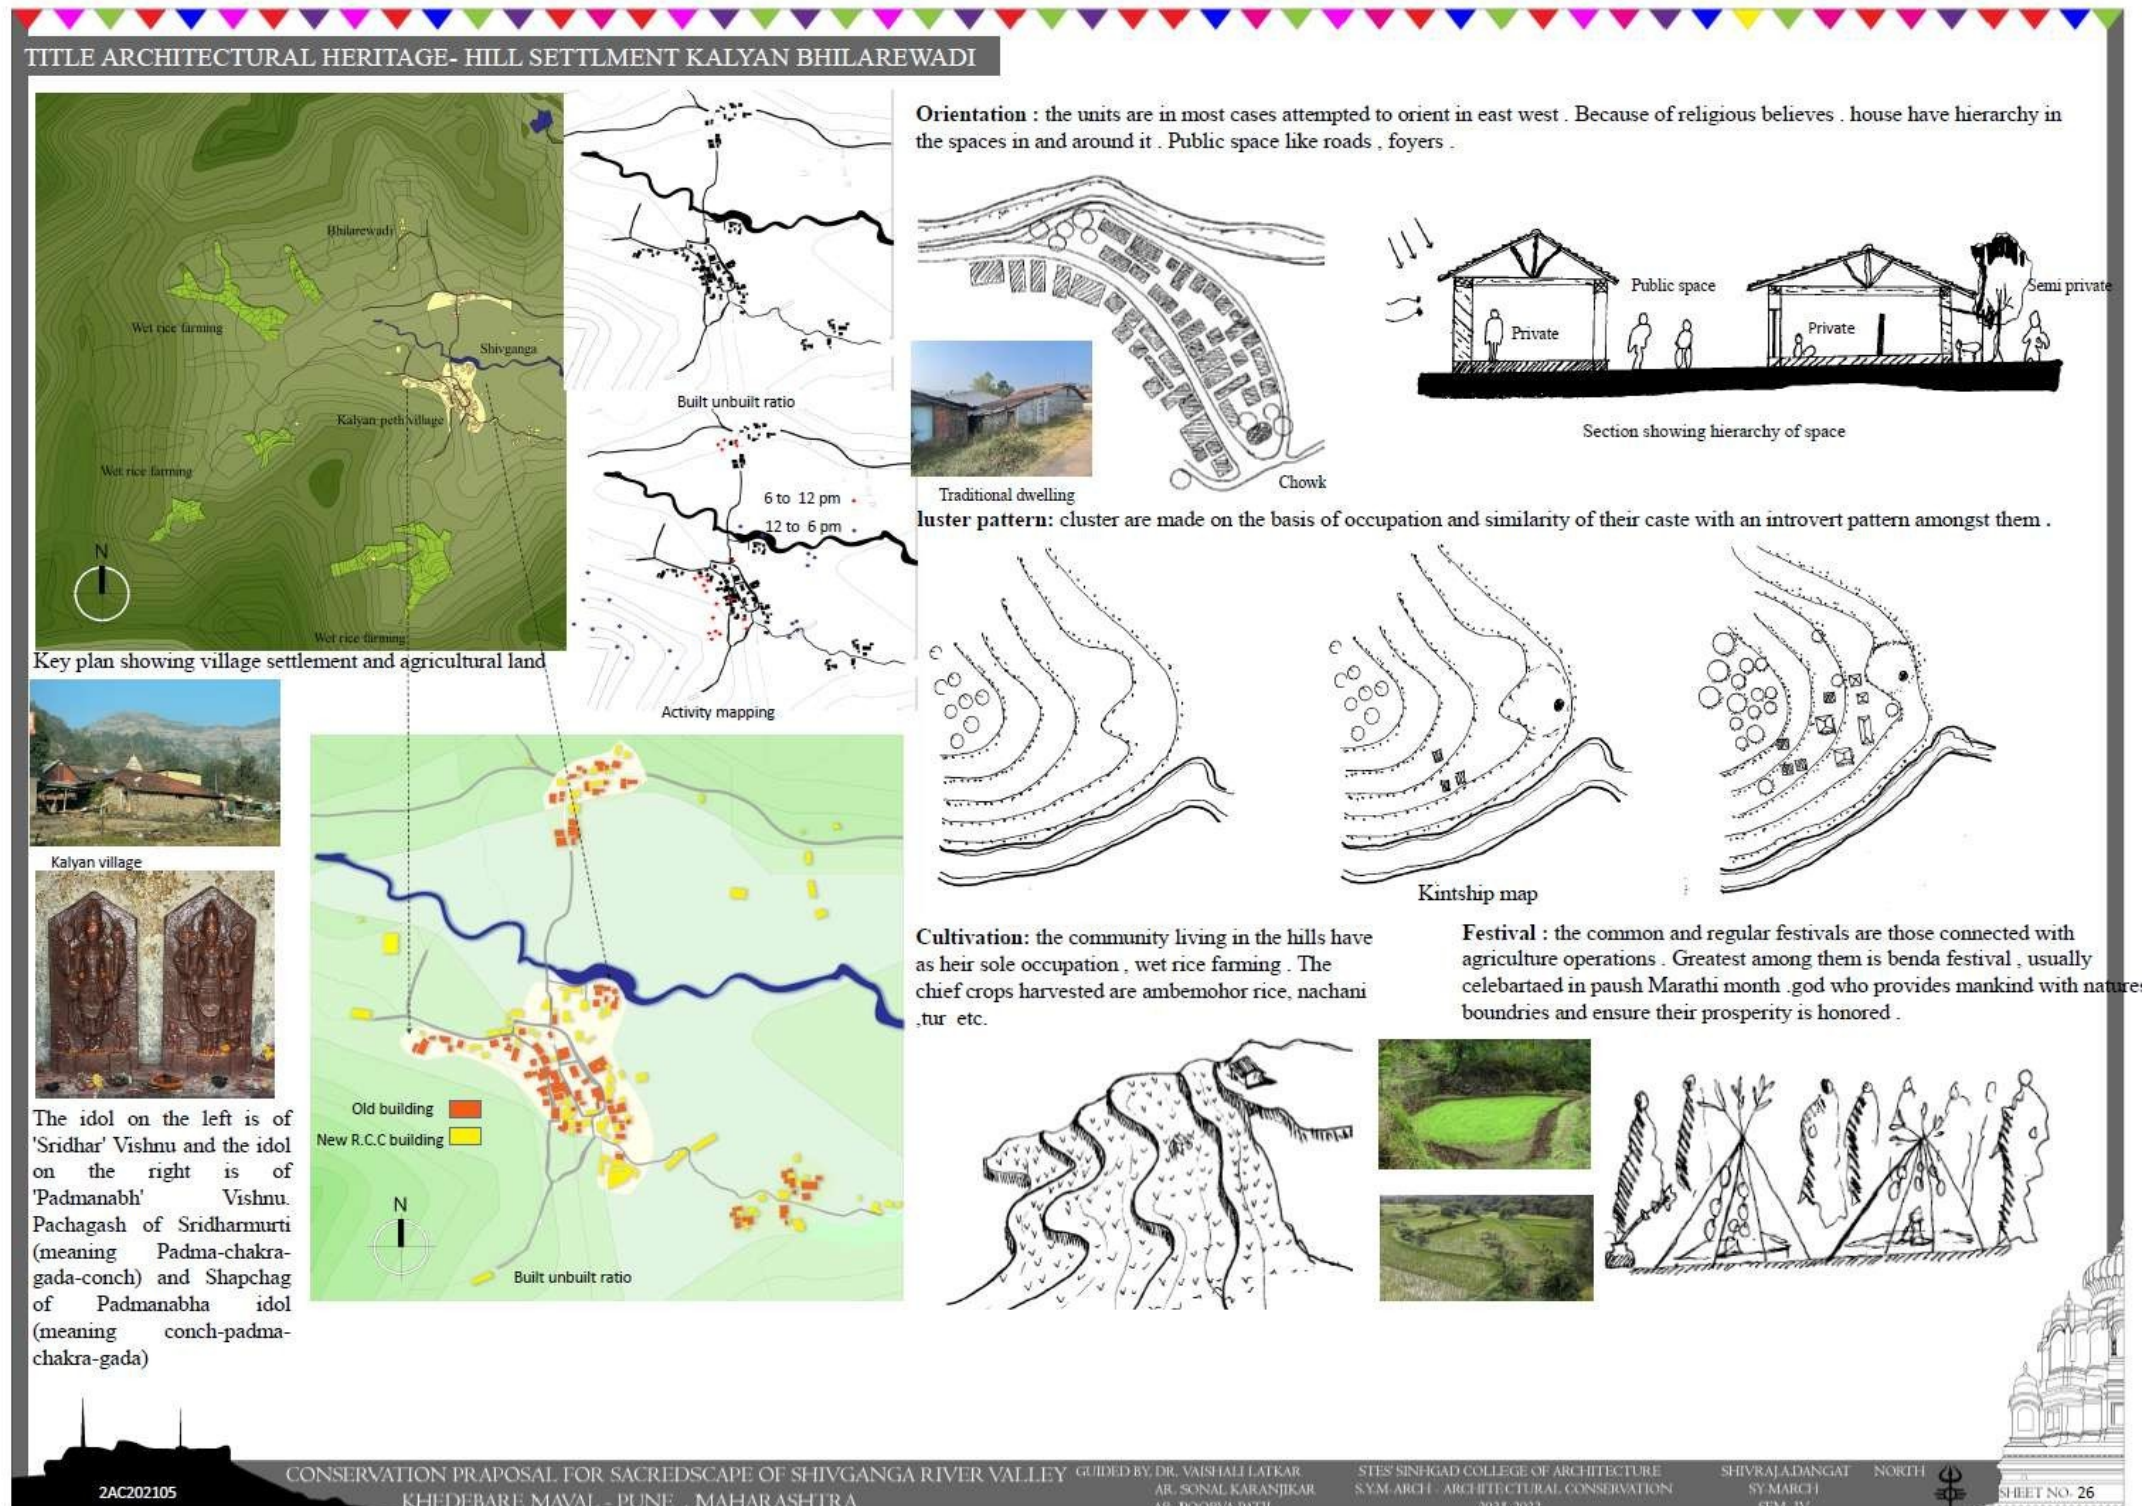 TITLE ARCHITECTURAL HERITAGE- HILL SETTLMENT KALYAN BHILAREWADI
Bhilarewadi
Wet rice farming
Shivganga
Kalyan peth village
Wet rice farming
N
Wet rice farming
Key plan showing village settlement and agricultural land
Built unbuilt ratio
6 to 12 pm
12 to 6 pm
Activity mapping
Orientation : the units are in most cases attempted to orient in east west . Because of religious believes . house have hierarchy in
the spaces in and around it . Public space like roads , foyers .
Traditional dwelling
Chowk
Public space
Semi private
Private
Private
Section showing hierarchy of space
luster pattern: cluster are made on the basis of occupation and similarity of their caste with an introvert pattern amongst them .
Kintship map
Kalyan village
The idol on the left is of
'Sridhar' Vishnu and the idol
on the right is of
'Padmanabh' Vishnu.
Pachagash of Sridharmurti
(meaning Padma-chakra-
gada-conch) and Shapchag
of Padmanabha idol
(meaning conch-padma-
chakra-gada)
Old building
New R.C.C building
N
Built unbuilt ratio
Cultivation: the community living in the hills have
as heir sole occupation , wet rice farming . The
chief crops harvested are ambemohor rice, nachani
,tur etc.
Festival : the common and regular festivals are those connected with
agriculture operations . Greatest among them is benda festival , usually
celebartaed in paush Marathi month .god who provides mankind with natures
boundries and ensure their prosperity is honored .
2AC202105
CONSERVATION PRAPOSAL FOR SACREDSCAPE OF SHIVGANGA RIVER VALLEY
KHEDEBARE MAVAL - PUNE , MAHARASHTRA
GUIDED BY, DR. VAISHALI LATKAR
AR. SONAL KARANJIKAR
STES' SINHGAD COLLEGE OF ARCHITECTURE
S.Y.M-ARCH - ARCHITECTURAL CONSERVATION
SHIVRAJ.A.DANGAT
SY-MARCH
SEM- IV
NORTH
SHEET NO- 26